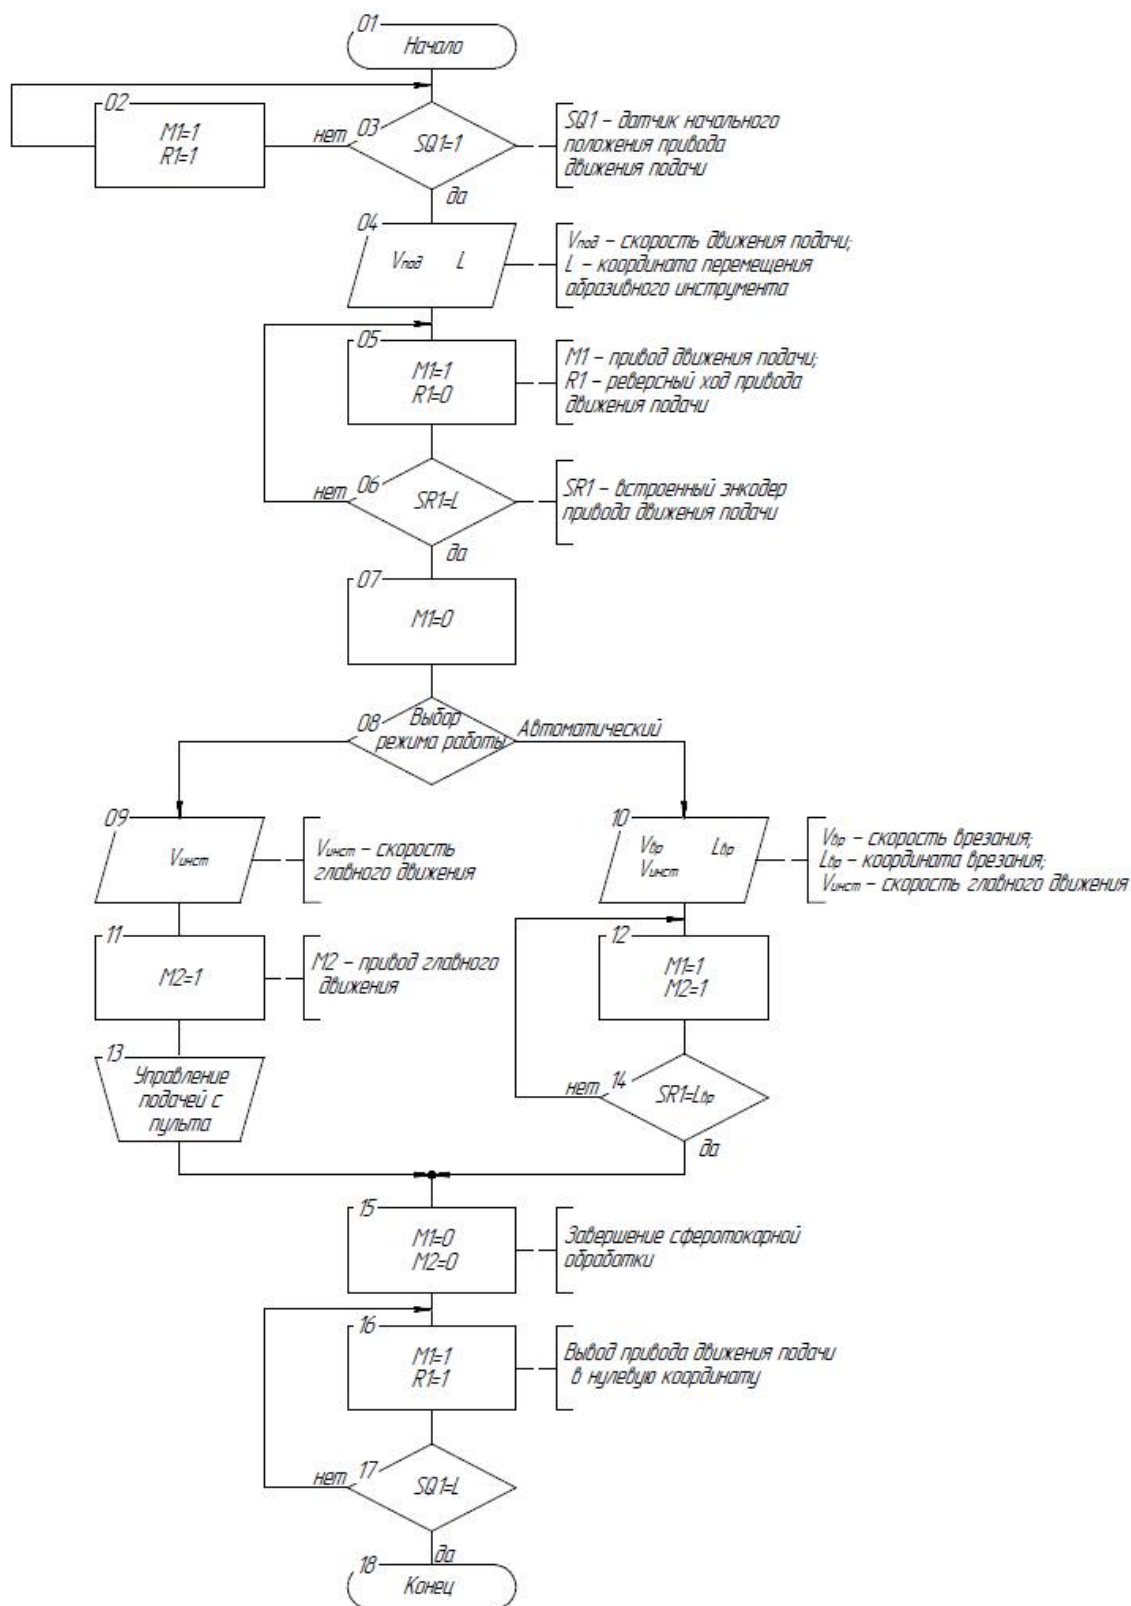 01
Начало
02
M1=1
R1=1
нет
03
SQ1=1
да
SQ1 – датчик начального
положения привода
движения подачи
04
Vпод L
Vпод – скорость движения подачи;
L – координата перемещения
абразивного инструмента
05
M1=1
R1=0
M1 – привод движения подачи;
R1 – реверсный ход привода
движения подачи
06
нет
SR1=L
да
SR1 – встроенный энкодер
привода движения подачи
07
M1=0
08
Выбор
режима работы
Автоматический
09
Vинст
Vинст – скорость
главного движения
10
Vвр Lвр
Vинст
Vвр – скорость врезания;
Lвр – координата врезания;
Vинст – скорость главного движения
11
M2=1
M2 – привод главного
движения
12
M1=1
M2=1
13
Управление
подачей с
пульта
14
нет
SR1=Lвр
да
15
M1=0
M2=0
Завершение сферотокарной
обработки
16
M1=1
R1=1
Вывод привода движения подачи
в нулевую координату
17
нет
SQ1=L
да
18
Конец